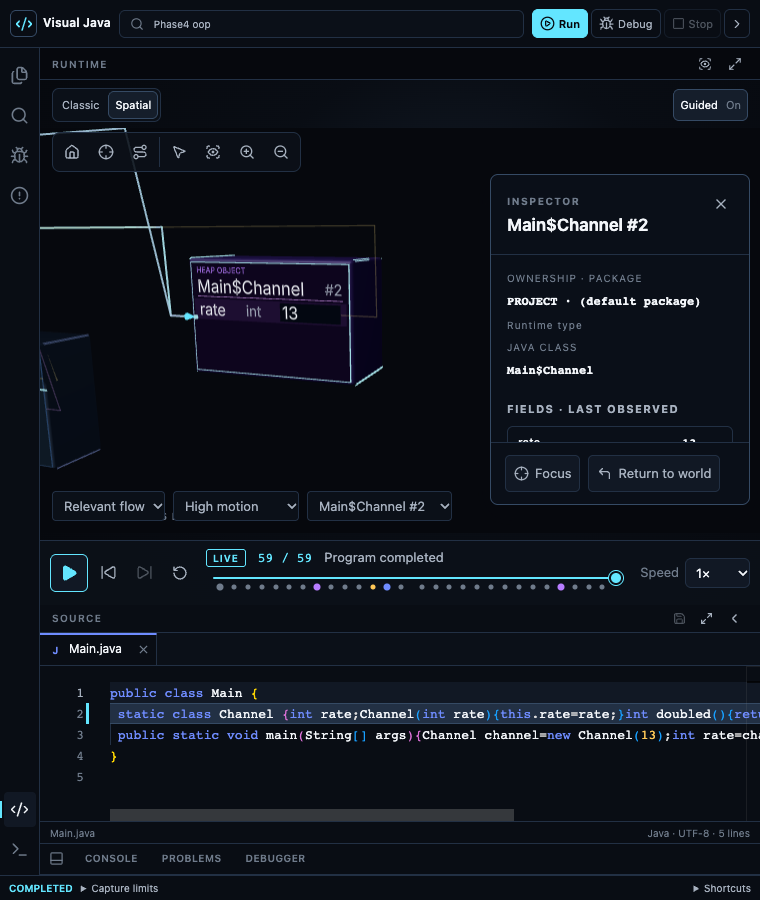 Visual Java
Phase4 oop
Run
Debug
Stop
RUNTIME
Classic
Spatial
Guided On
HEAP OBJECT
Main$Channel #2
rate int 13
INSPECTOR
Main$Channel #2
OWNERSHIP · PACKAGE
PROJECT · (default package)
Runtime type
JAVA CLASS
Main$Channel
FIELDS · LAST OBSERVED
rate 13
Focus
Return to world
Relevant flow
High motion
Main$Channel #2
LIVE 59 / 59 Program completed
Speed 1×
SOURCE
J Main.java
1 public class Main {
2 static class Channel {int rate;Channel(int rate){this.rate=rate;}int doubled(){retu
3 public static void main(String[] args){Channel channel=new Channel(13);int rate=cha
4 }
5
Main.java
Java · UTF-8 · 5 lines
CONSOLE
PROBLEMS
DEBUGGER
COMPLETED
Capture limits
Shortcuts